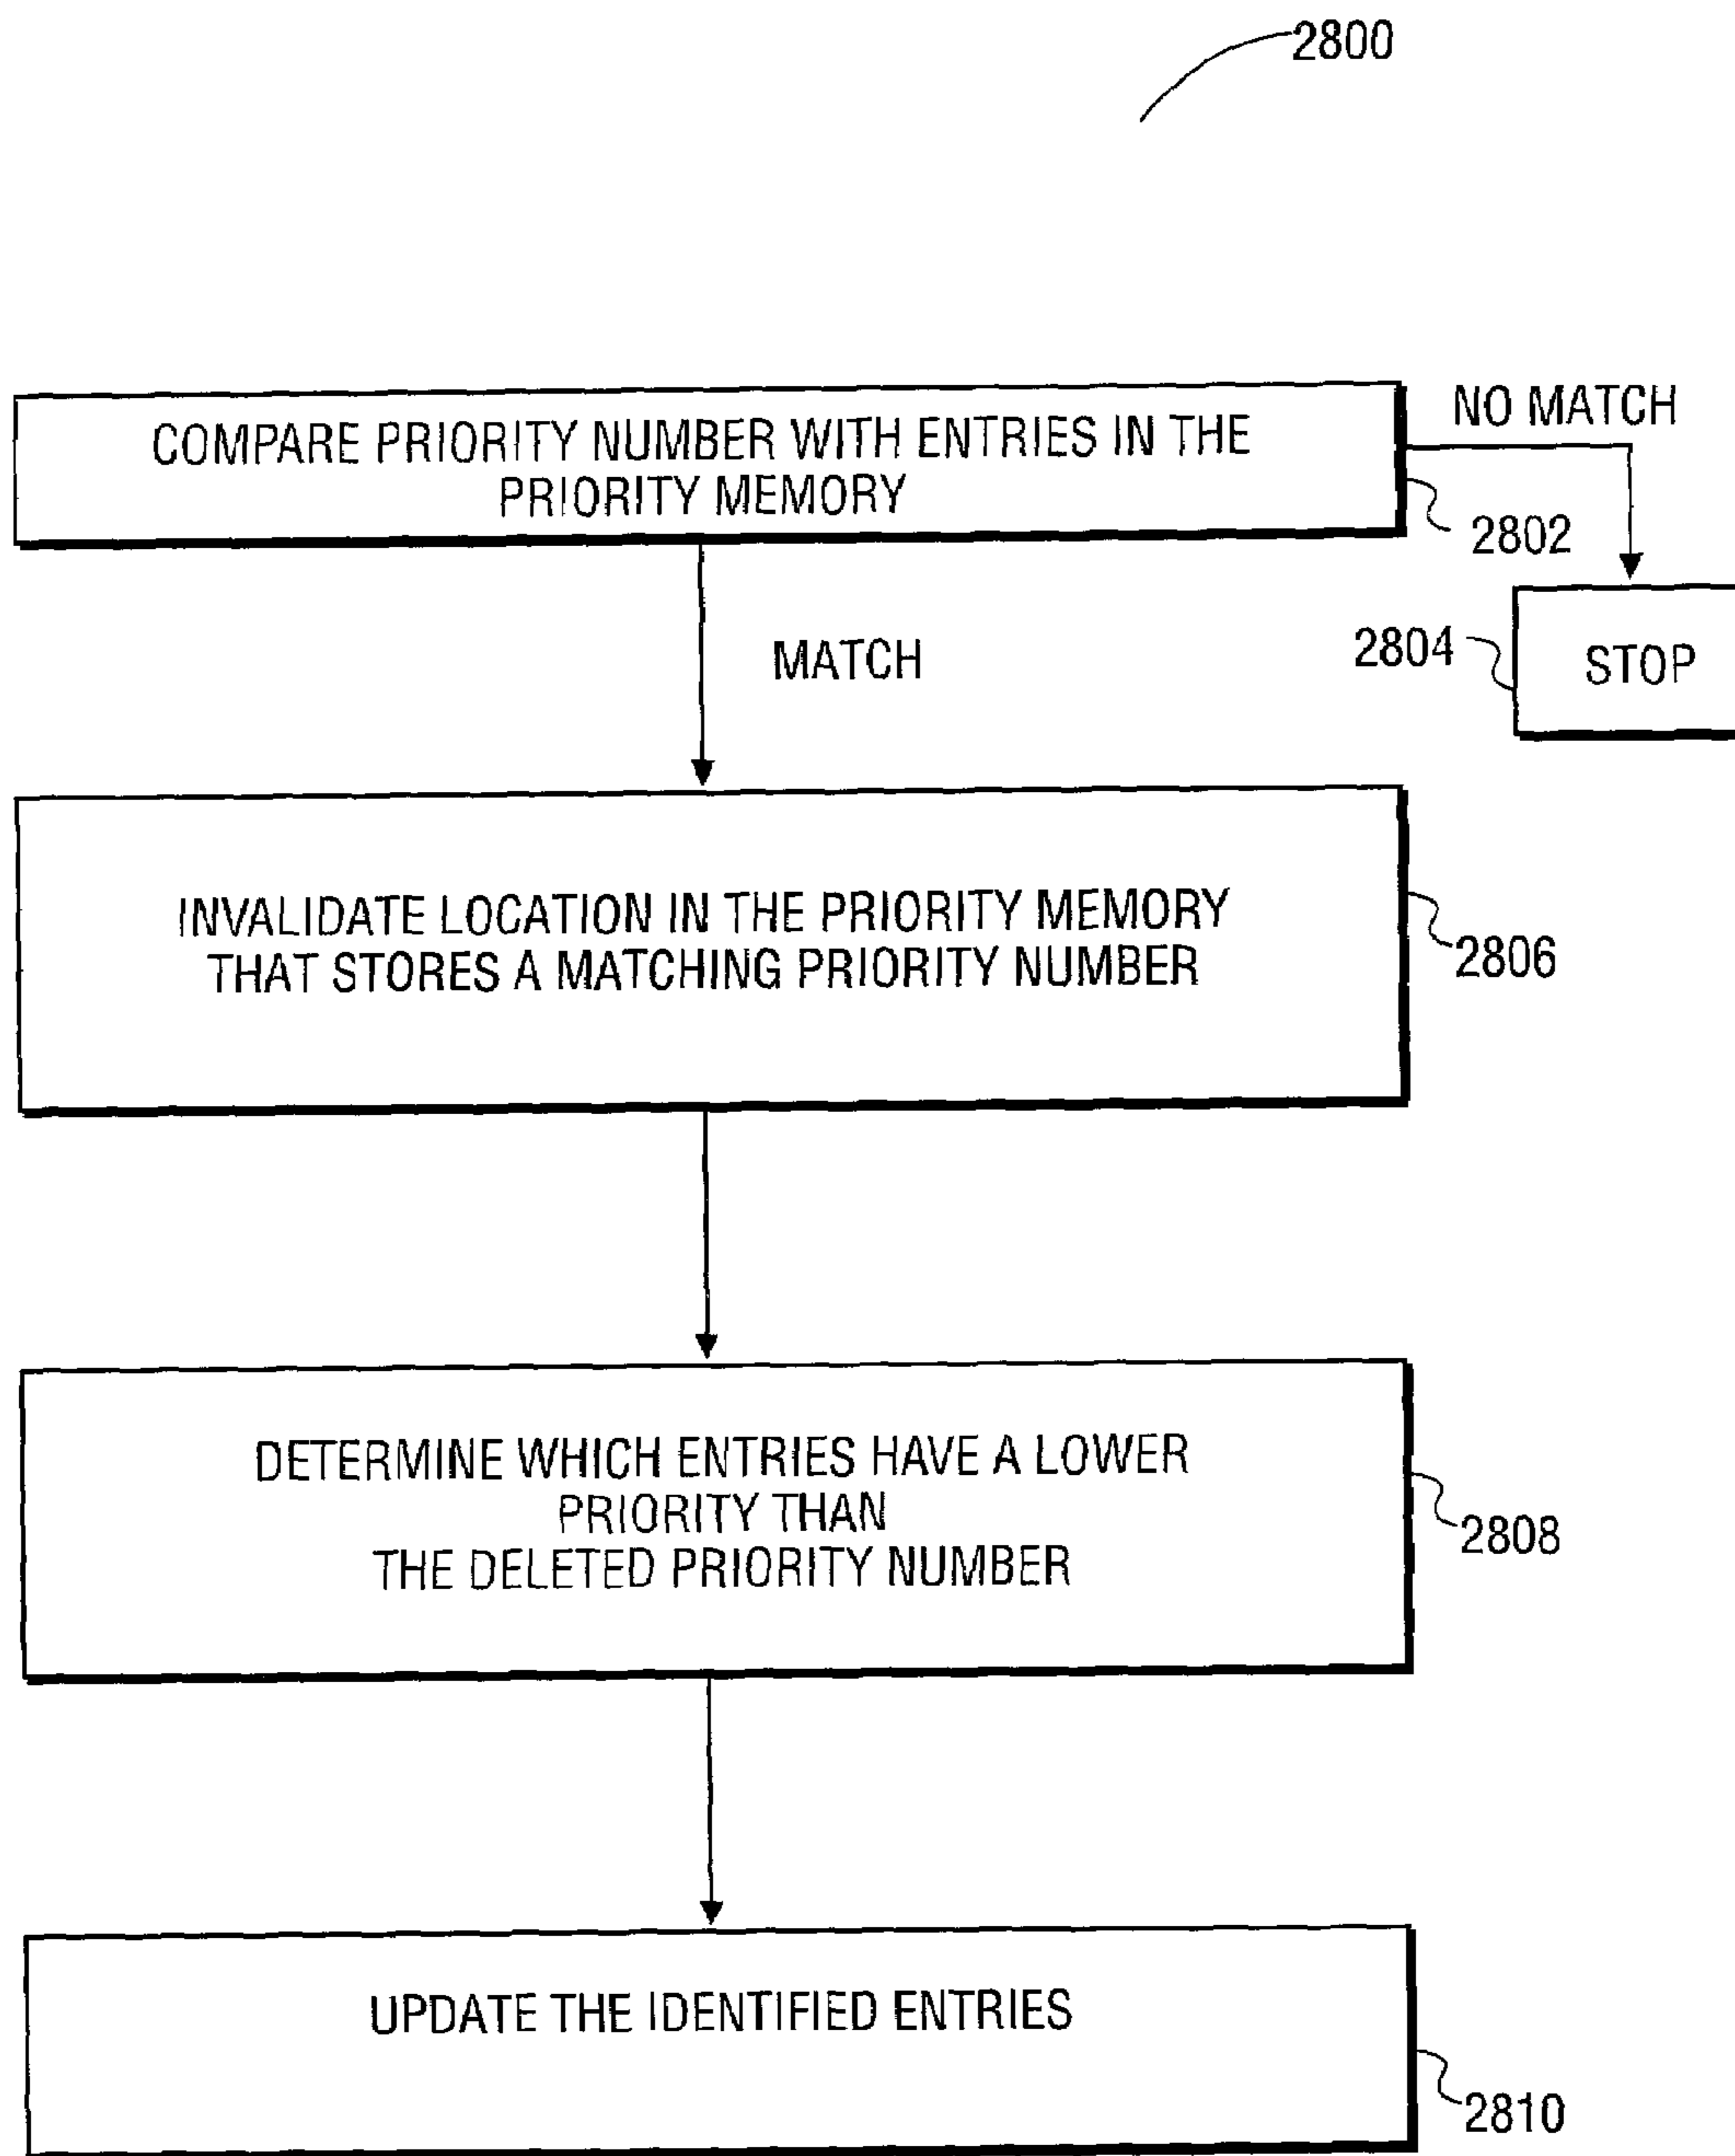 2800
COMPARE PRIORITY NUMBER WITH ENTRIES IN THE
PRIORITY MEMORY
NO MATCH
2802
MATCH
2804
STOP
INVALIDATE LOCATION IN THE PRIORITY MEMORY
THAT STORES A MATCHING PRIORITY NUMBER
2806
DETERMINE WHICH ENTRIES HAVE A LOWER
PRIORITY THAN
THE DELETED PRIORITY NUMBER
2808
UPDATE THE IDENTIFIED ENTRIES
2810